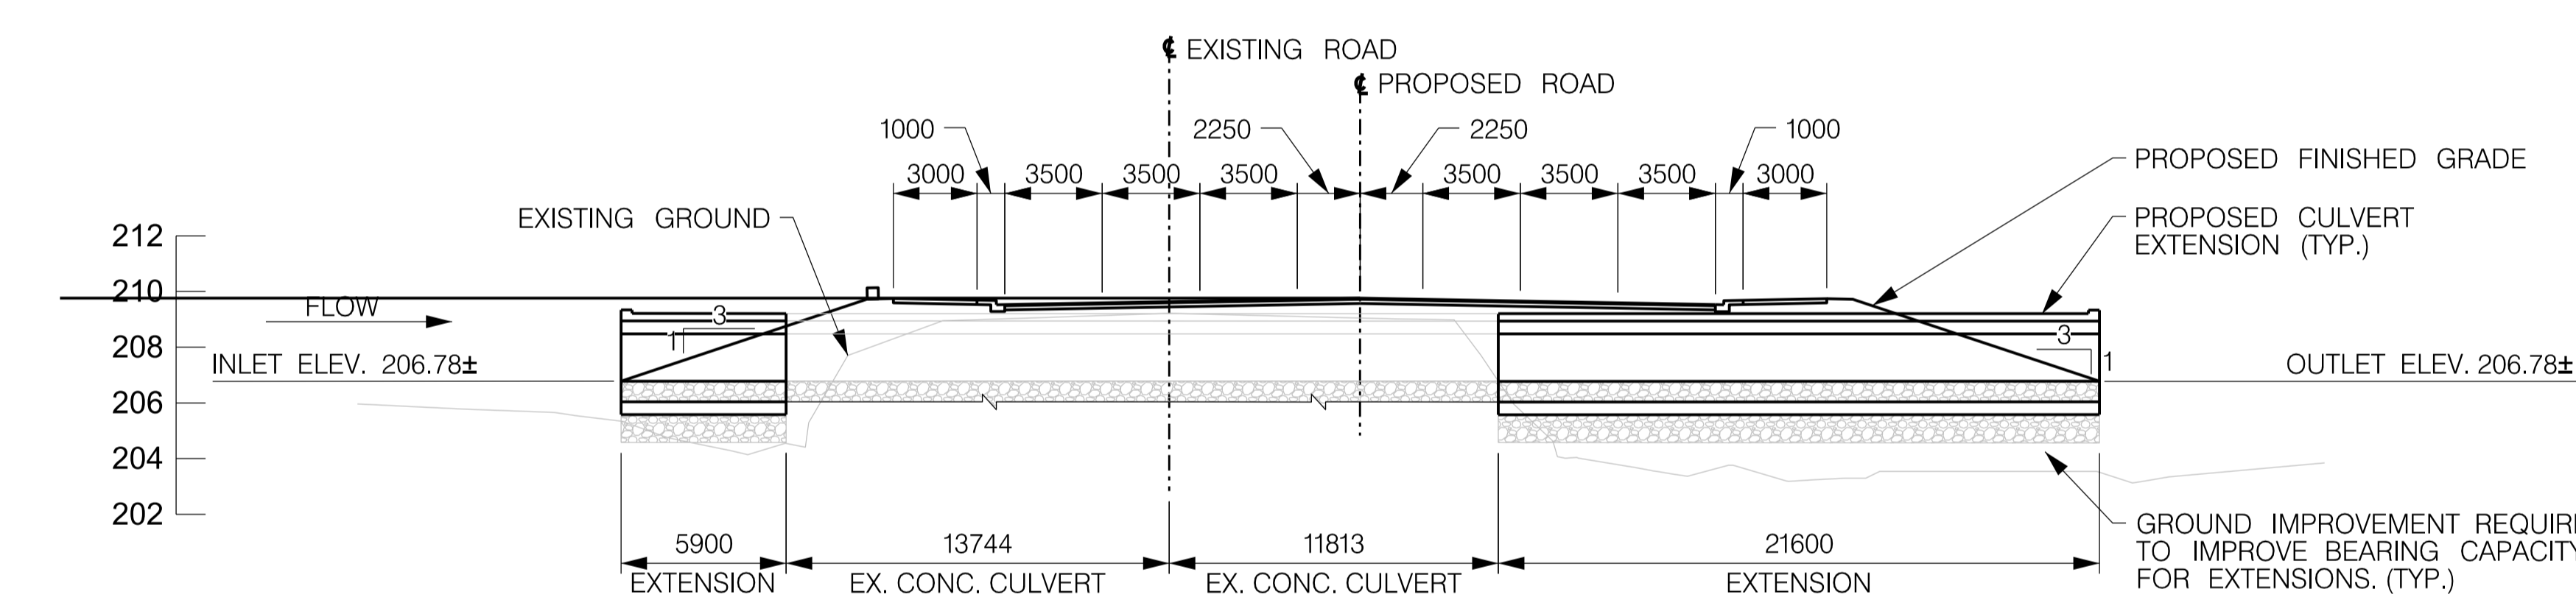 ℄ EXISTING ROAD
℄ PROPOSED ROAD
1000
2250
2250
1000
3000
3500
3500
3500
3500
3500
3500
3000
PROPOSED FINISHED GRADE
EXISTING GROUND
PROPOSED CULVERT
EXTENSION (TYP.)
212
210
208
206
204
202
FLOW
3
1
3
1
INLET ELEV. 206.78±
OUTLET ELEV. 206.78±
5900
EXTENSION
13744
EX. CONC. CULVERT
11813
EX. CONC. CULVERT
21600
EXTENSION
GROUND IMPROVEMENT
TO IMPROVE BEARING CAPACITY
FOR EXTENSIONS. (TYP.)